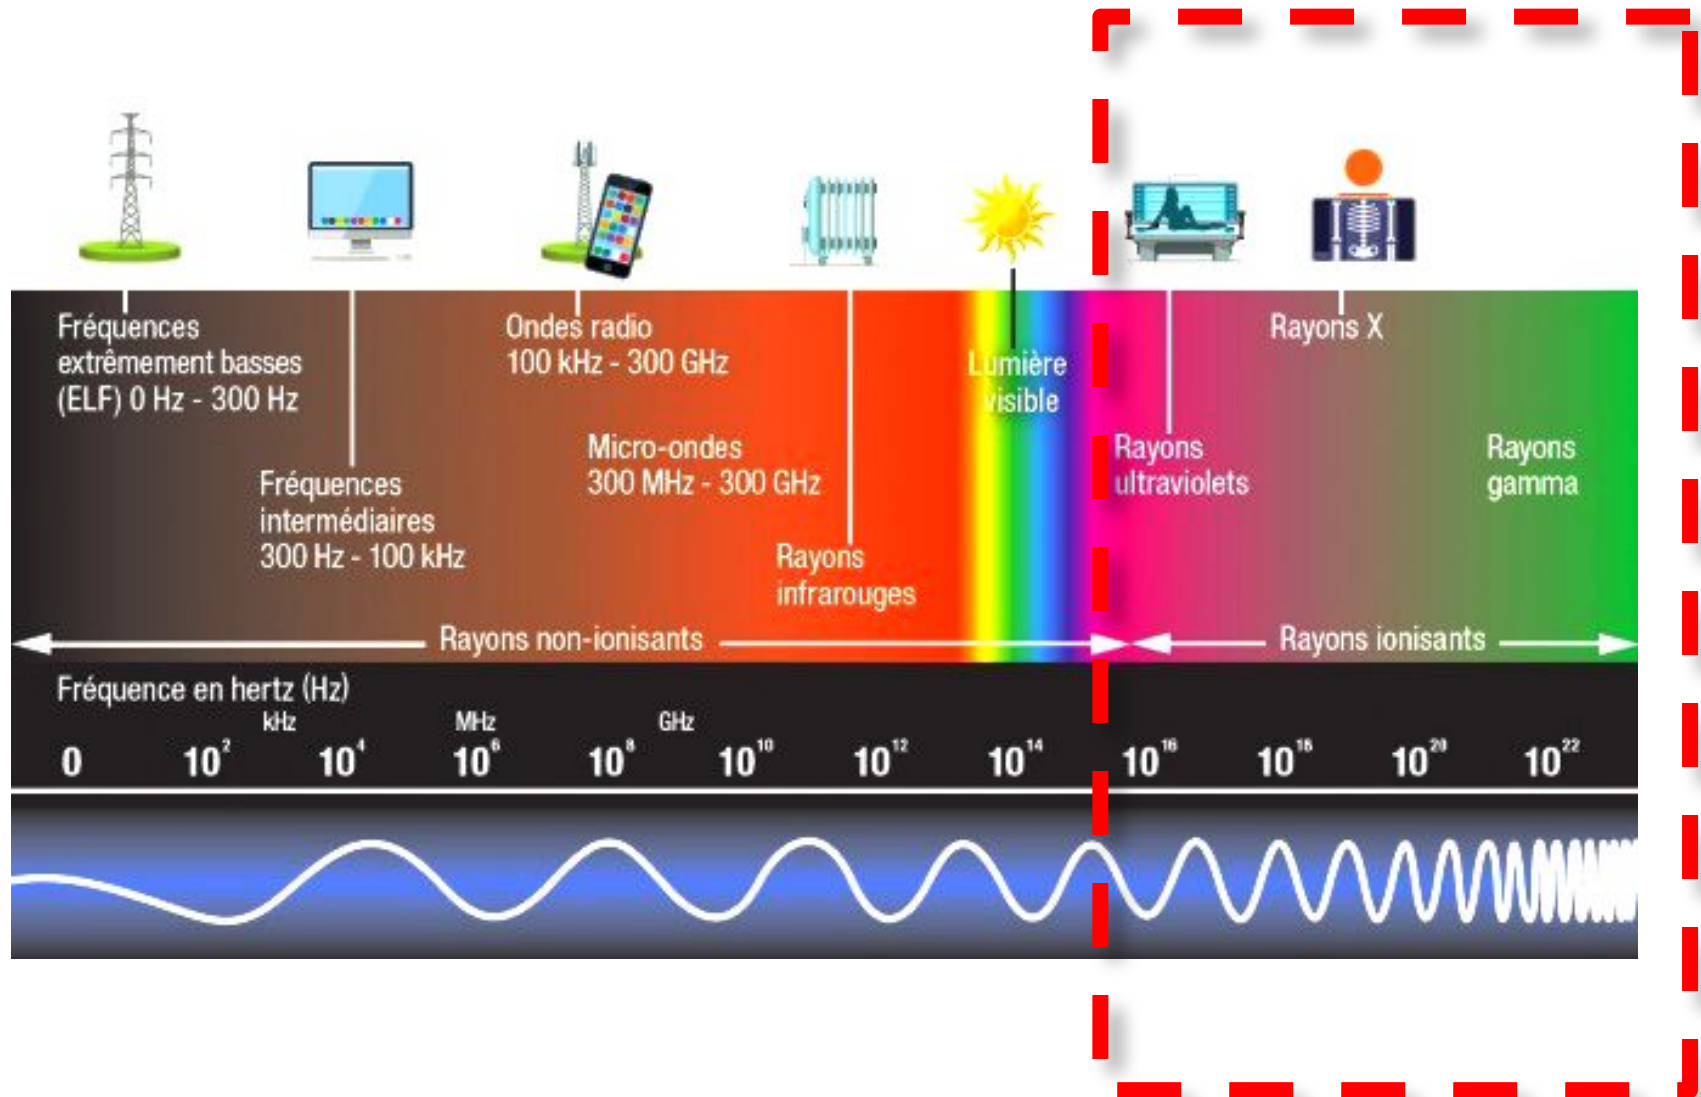 Fréquences
extrêmement basses
(ELF) 0 Hz - 300 Hz
Fréquences
intermédiaires
300 Hz - 100 kHz
Ondes radio
100 kHz - 300 GHz
Micro-ondes
300 MHz - 300 GHz
Rayons
infrarouges
Lumière
visible
Rayons
ultraviolets
Rayons X
Rayons
gamma
Rayons non-ionisants
Rayons ionisants
Fréquence en hertz (Hz)
kHz MHz GHz
0 10² 10⁴ 10⁶ 10⁸ 10¹⁰ 10¹² 10¹⁴ 10¹⁶ 10¹⁸ 10²⁰ 10²²